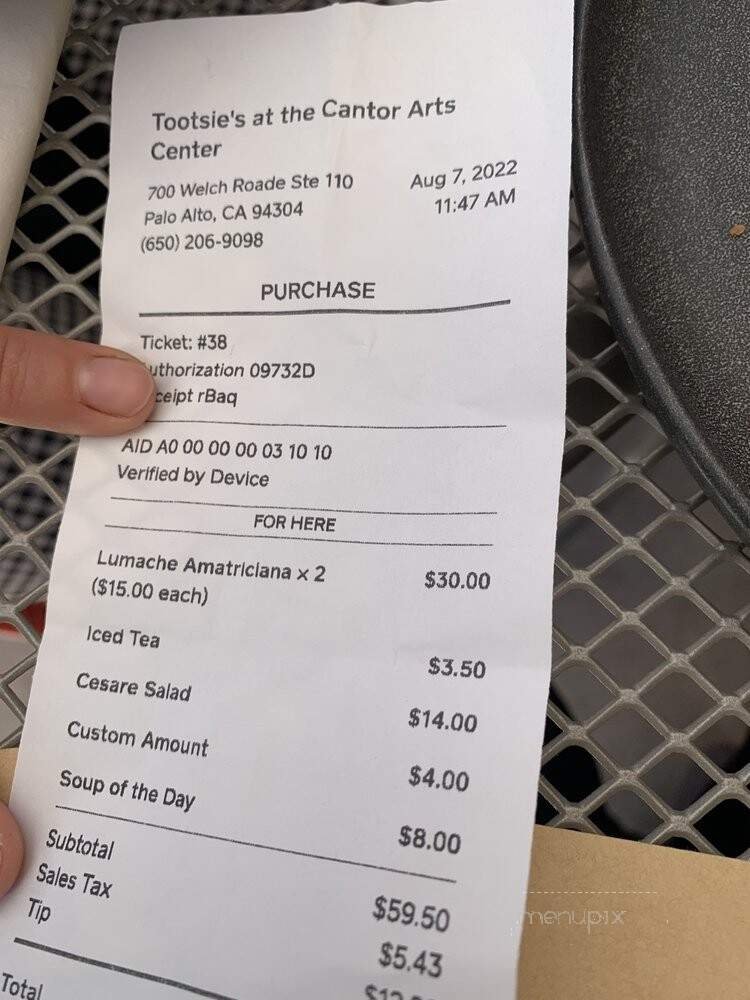 Tootsie's at the Cantor Arts
Center
700 Welch Roade Ste 110
Palo Alto, CA 94304
(650) 206-9098
Aug 7, 2022
11:47 AM
PURCHASE
Ticket: #38
uthorization 09732D
ceipt rBaq
AID A0 00 00 00 03 10 10
Verified by Device
FOR HERE
Lumache Amatriciana x 2 $30.00
($15.00 each)
Iced Tea $3.50
Cesare Salad $14.00
Custom Amount $4.00
Soup of the Day $8.00
Subtotal $59.50
Sales Tax $5.43
Tip
Total
menupix